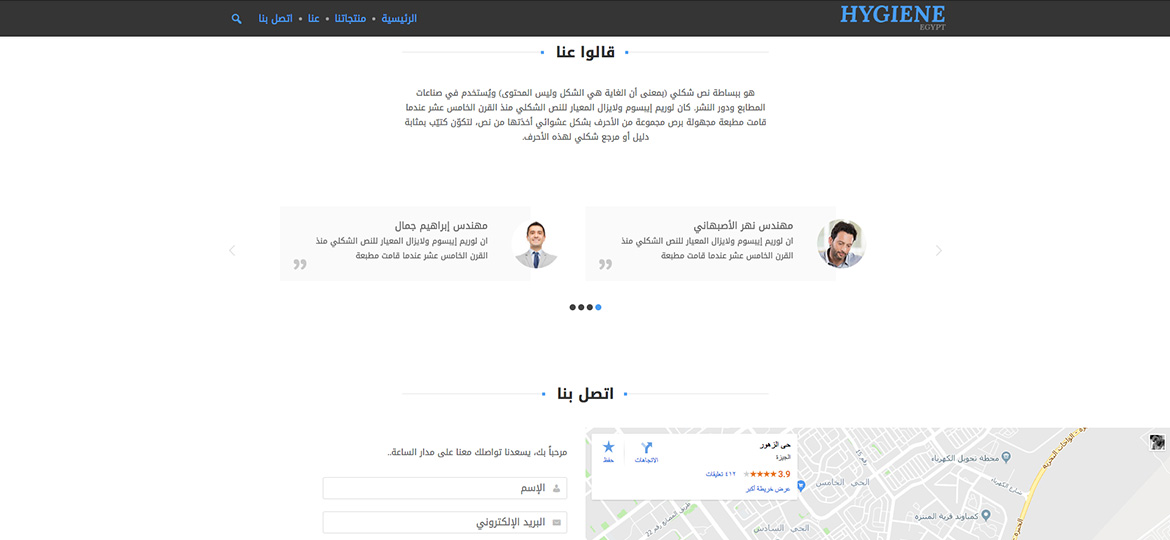 HYGIENE
EGYPT
الرئيسية • منتجاتنا • عنا • اتصل بنا
قالوا عنا
هو ببساطة نص شكلي (بمعنى أن الغاية هي الشكل وليس المحتوى) ويُستخدم في صناعات
المطابع ودور النشر. كان لوريم إيبسوم ولايزال المعيار للنص الشكلي منذ القرن الخامس عشر عندما
قامت مطبعة مجهولة برص مجموعة من الأحرف بشكل عشوائي أخذتها من نص، لتكوّن كتيّب بمثابة
دليل أو مرجع شكلي لهذه الأحرف.
مهندس نهر الأصبهاني
ان لوريم إيبسوم ولايزال المعيار للنص الشكلي منذ
القرن الخامس عشر عندما قامت مطبعة
مهندس إبراهيم جمال
ان لوريم إيبسوم ولايزال المعيار للنص الشكلي منذ
القرن الخامس عشر عندما قامت مطبعة
اتصل بنا
حى الزهور
الجيزة
3.9 ٤١٢ تعليقات
عرض خريطة أكبر
الاتجاهات
حفظ
محطة تحويل الكهرباء
الحي الخامس
كمباوند قرية المبنزه
الحي السادس
شارع الكهرباء
مرحباً بك، يسعدنا تواصلك معنا على مدار الساعة..
الإسم
البريد الإلكتروني